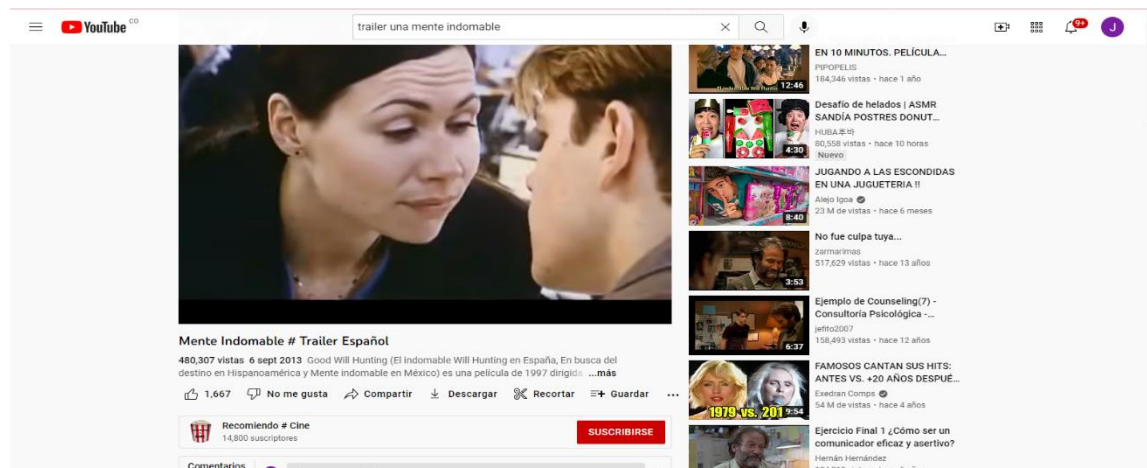 YouTube CO
trailer una mente indomable
9+
J
Mente Indomable # Trailer Español
480,307 vistas 6 sept 2013 Good Will Hunting (El indomable Will Hunting en España, En busca del
destino en Hispanoamérica y Mente indomable en México) es una película de 1997 dirigida ...más
1,667 No me gusta Compartir Descargar Recortar Guardar ...
Recomiendo # Cine
14,800 suscriptores
SUSCRIBIRSE
Comentarios
EN 10 MINUTOS. PELÍCULA...
PIPOPELIS
184,346 vistas • hace 1 año
12:46
Desafío de helados | ASMR
SANDÍA POSTRES DONUT...
HUBA후바
80,558 vistas • hace 10 horas
Nuevo
4:30
JUGANDO A LAS ESCONDIDAS
EN UNA JUGUETERIA !!
Alejo Igoa
23 M de vistas • hace 6 meses
8:40
No fue culpa tuya...
zarmarimas
517,629 vistas • hace 13 años
3:53
Ejemplo de Counseling(7) -
Consultoría Psicológica -...
jefito2007
158,493 vistas • hace 12 años
6:37
FAMOSOS CANTAN SUS HITS:
ANTES VS. +20 AÑOS DESPUÉ...
Exedran Comps
54 M de vistas • hace 4 años
1979 vs. 201
9:54
Ejercicio Final 1 ¿Cómo ser un
comunicador eficaz y asertivo?
Hernán Hernández